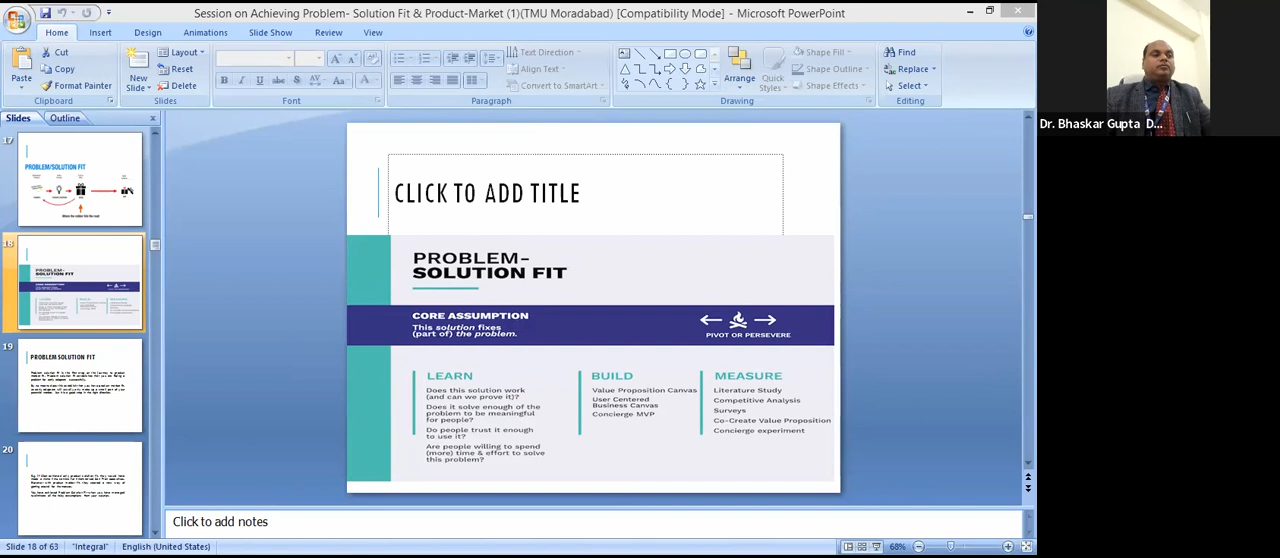 Session on Achieving Problem- Solution Fit & Product-Market (1)(TMU Moradabad) [Compatibility Mode] - Microsoft PowerPoint
Home Insert Design Animations Slide Show Review View
Paste
Cut
Copy
Format Painter
Clipboard
New Slide
Layout
Reset
Delete
Slides
Font
Text Direction
Align Text
Convert to SmartArt
Paragraph
Arrange
Quick Styles
Shape Fill
Shape Outline
Shape Effects
Drawing
Find
Replace
Select
Editing
Dr. Bhaskar Gupta D...
Slides Outline
17
PROBLEM/SOLUTION FIT
18
PROBLEM-
SOLUTION FIT
19
PROBLEM SOLUTION FIT
20
CLICK TO ADD TITLE
PROBLEM-
SOLUTION FIT
CORE ASSUMPTION
This solution fixes
(part of) the problem.
PIVOT OR PERSEVERE
LEARN
Does this solution work
(and can we prove it)?
Does it solve enough of the
problem to be meaningful
for people?
Do people trust it enough
to use it?
Are people willing to spend
(more) time & effort to solve
this problem?
BUILD
Value Proposition Canvas
User Centered
Business Canvas
Concierge MVP
MEASURE
Literature Study
Competitive Analysis
Surveys
Co-Create Value Proposition
Concierge experiment
Click to add notes
Slide 18 of 63 "Integral" English (United States) 68%